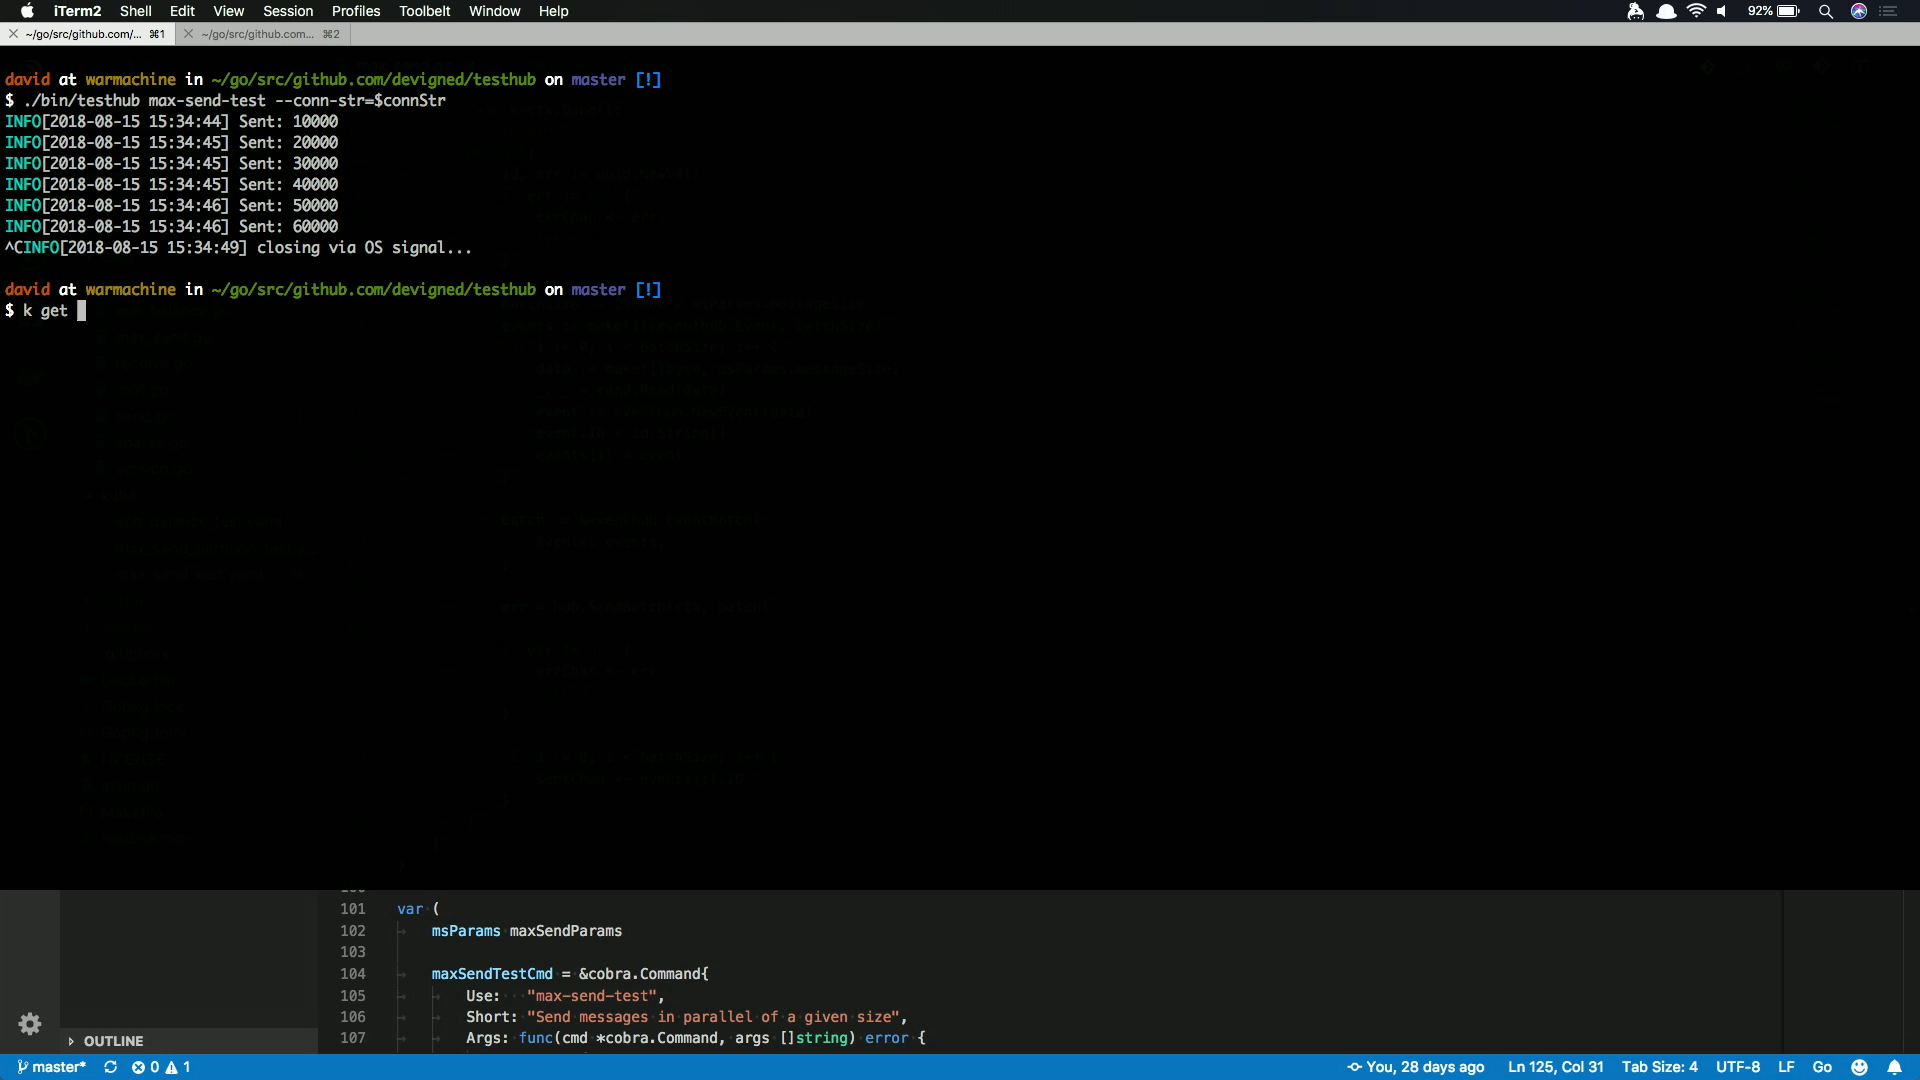 iTerm2 Shell Edit View Session Profiles Toolbelt Window Help 92%
~/go/src/github.com/... ⌘1 ~/go/src/github.com... ⌘2
david at warmachine in ~/go/src/github.com/devigned/testhub on master [!]
$ ./bin/testhub max-send-test --conn-str=$connStr
INFO[2018-08-15 15:34:44] Sent: 10000
INFO[2018-08-15 15:34:45] Sent: 20000
INFO[2018-08-15 15:34:45] Sent: 30000
INFO[2018-08-15 15:34:45] Sent: 40000
INFO[2018-08-15 15:34:46] Sent: 50000
INFO[2018-08-15 15:34:46] Sent: 60000
^CINFO[2018-08-15 15:34:49] closing via OS signal...
david at warmachine in ~/go/src/github.com/devigned/testhub on master [!]
$ k get
101 var (
102 msParams maxSendParams
103
104 maxSendTestCmd = &cobra.Command{
105 Use: "max-send-test",
106 Short: "Send messages in parallel of a given size",
107 Args: func(cmd *cobra.Command, args []string) error {
OUTLINE
master* 0 1 You, 28 days ago Ln 125, Col 31 Tab Size: 4 UTF-8 LF Go